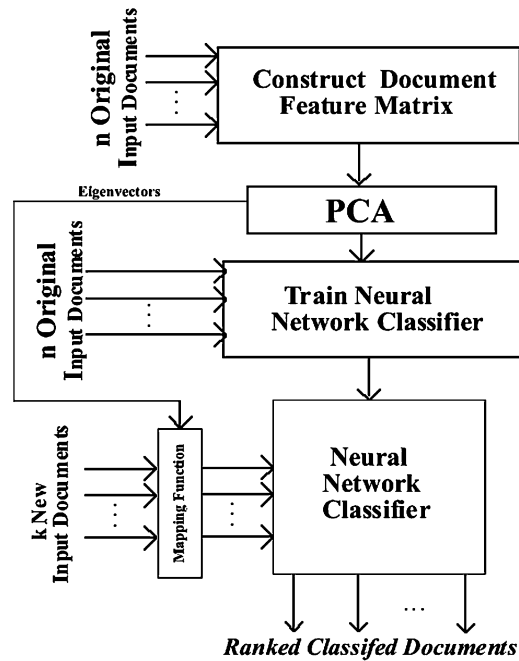 n Original
Input Documents
Construct Document
Feature Matrix
Eigenvectors
PCA
n Original
Input Documents
Train Neural
Network Classifier
k New
Input Documents
Mapping Function
Neural
Network
Classifier
Ranked Classifed Documents